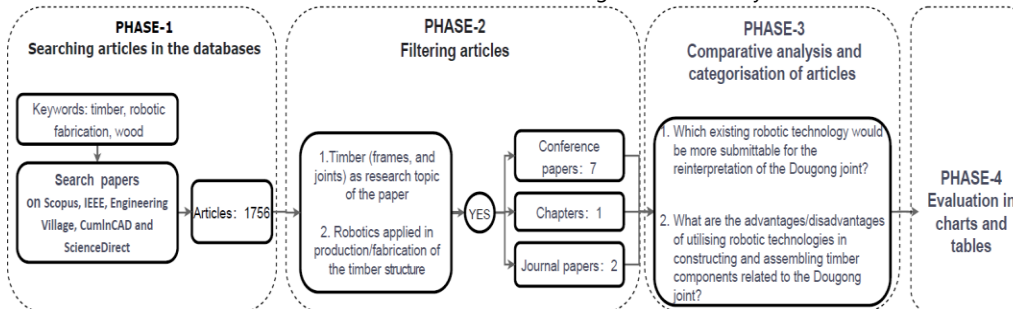 PHASE-1
Searching articles in the databases
Keywords: timber, robotic
fabrication, wood
Search papers
on Scopus, IEEE, Engineering
Village, CumInCAD and
ScienceDirect
Articles: 1756
PHASE-2
Filtering articles
1.Timber (frames, and
joints) as research topic
of the paper
2. Robotics applied in
production/fabrication of
the timber structure
YES
Conference
papers: 7
Chapters: 1
Journal papers: 2
PHASE-3
Comparative analysis and
categorisation of articles
1. Which existing robotic technology would
be more submittable for the
reinterpretation of the Dougong joint?
2. What are the advantages/disadvantages
of utilising robotic technologies in
constructing and assembling timber
components related to the Dougong
joint?
PHASE-4
Evaluation in
charts and
tables